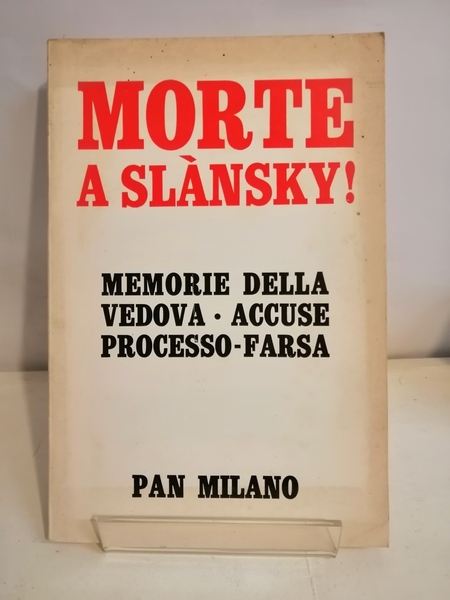 MORTE
A SLÀNSKY!
MEMORIE DELLA
VEDOVA • ACCUSE
PROCESSO-FARSA
PAN MILANO